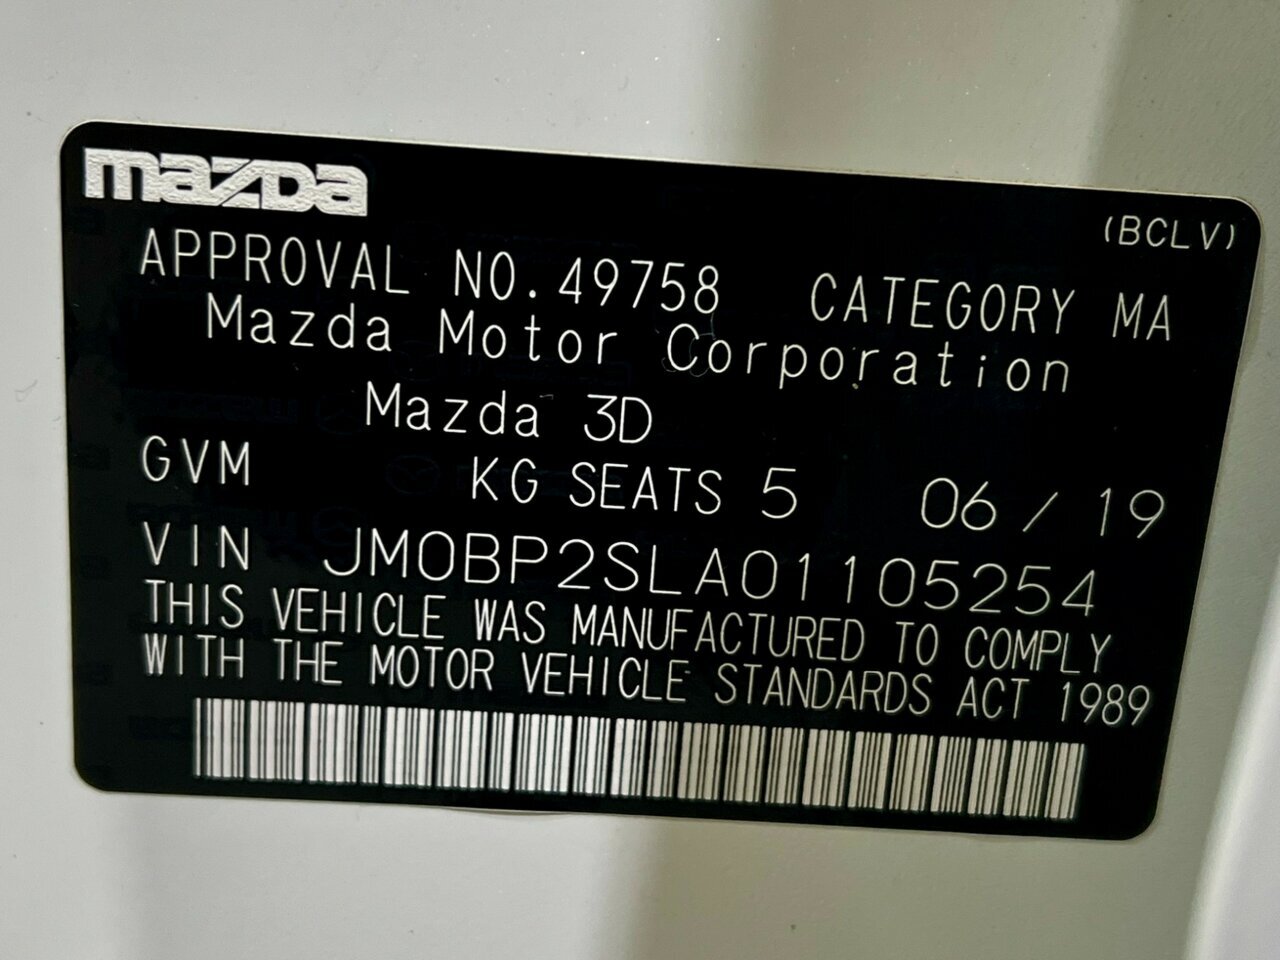 mazda
(BCLV)
APPROVAL NO.49758 CATEGORY MA
Mazda Motor Corporation
Mazda 3D
GVM KG SEATS 5 06/19
VIN JM0BP2SLA01105254
THIS VEHICLE WAS MANUFACTURED TO COMPLY
WITH THE MOTOR VEHICLE STANDARDS ACT 1989